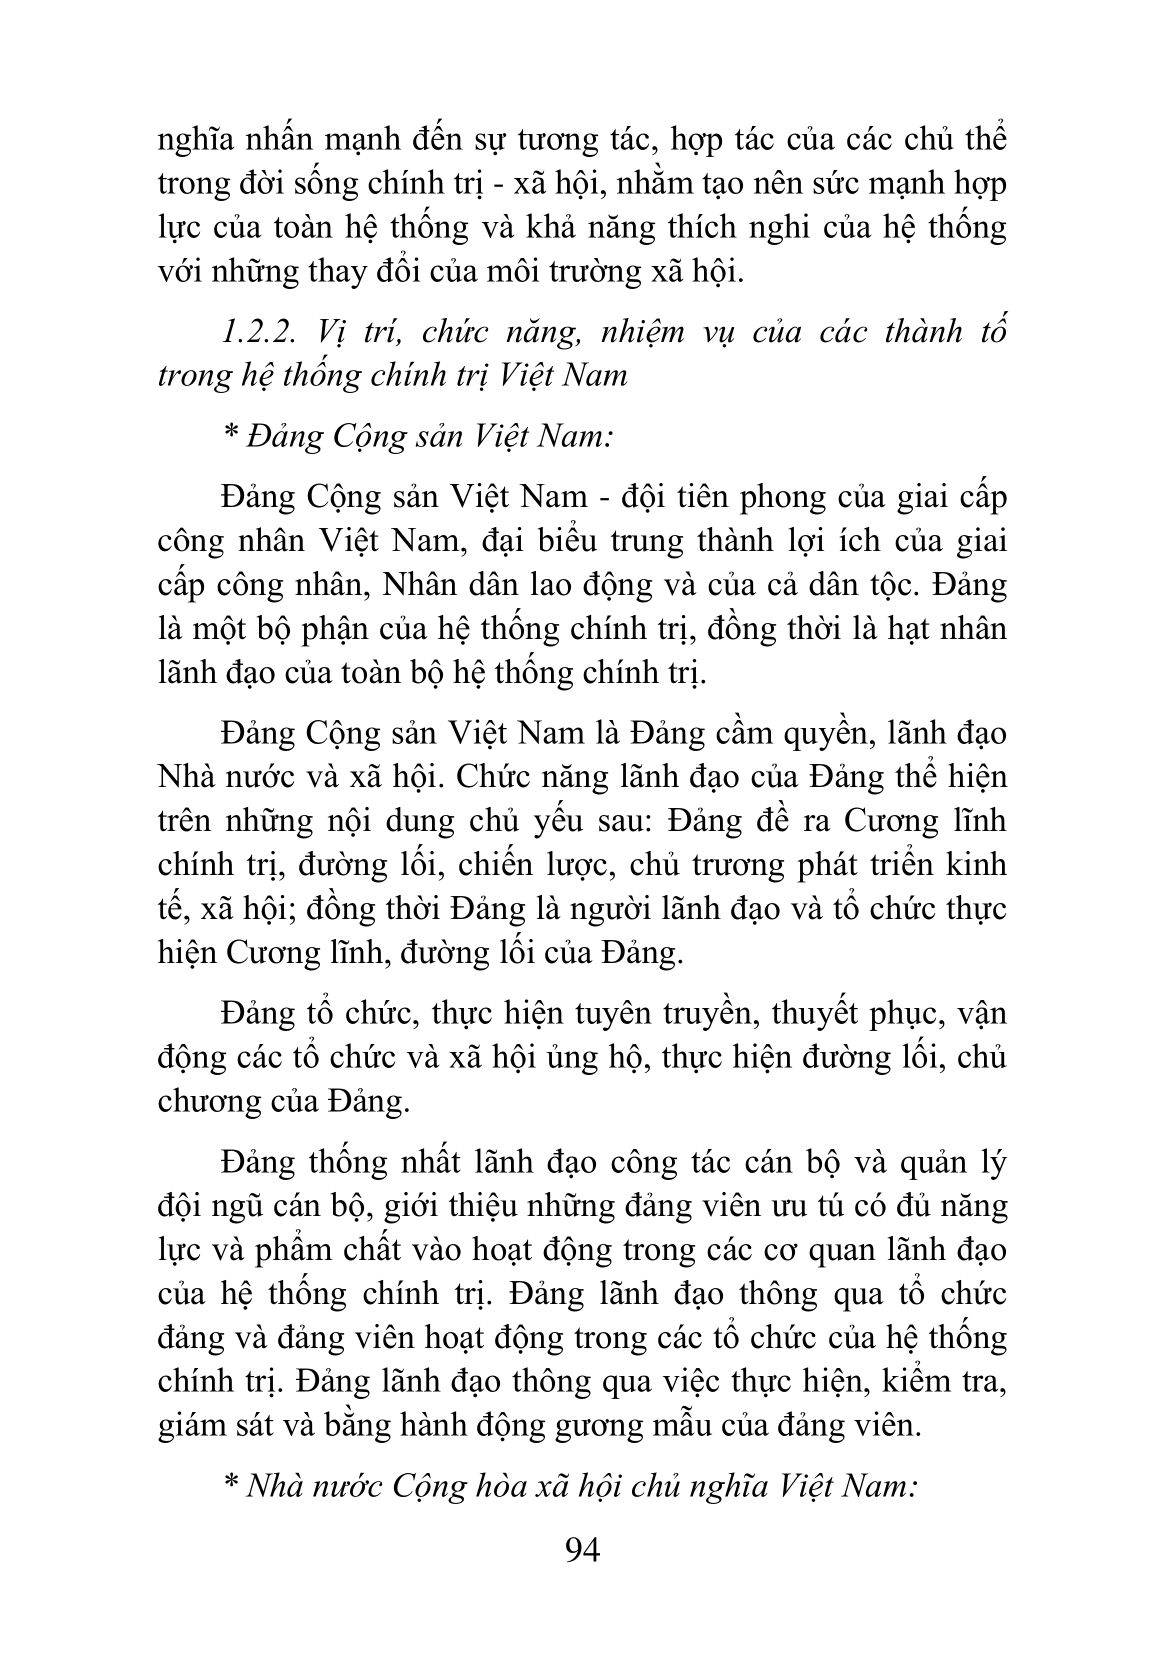 nghĩa nhấn mạnh đến sự tương tác, hợp tác của các chủ thể
trong đời sống chính trị - xã hội, nhằm tạo nên sức mạnh hợp
lực của toàn hệ thống và khả năng thích nghi của hệ thống
với những thay đổi của môi trường xã hội.
1.2.2. Vị trí, chức năng, nhiệm vụ của các thành tố
trong hệ thống chính trị Việt Nam
* Đảng Cộng sản Việt Nam:
Đảng Cộng sản Việt Nam - đội tiên phong của giai cấp
công nhân Việt Nam, đại biểu trung thành lợi ích của giai
cấp công nhân, Nhân dân lao động và của cả dân tộc. Đảng
là một bộ phận của hệ thống chính trị, đồng thời là hạt nhân
lãnh đạo của toàn bộ hệ thống chính trị.
Đảng Cộng sản Việt Nam là Đảng cầm quyền, lãnh đạo
Nhà nước và xã hội. Chức năng lãnh đạo của Đảng thể hiện
trên những nội dung chủ yếu sau: Đảng đề ra Cương lĩnh
chính trị, đường lối, chiến lược, chủ trương phát triển kinh
tế, xã hội; đồng thời Đảng là người lãnh đạo và tổ chức thực
hiện Cương lĩnh, đường lối của Đảng.
Đảng tổ chức, thực hiện tuyên truyền, thuyết phục, vận
động các tổ chức và xã hội ủng hộ, thực hiện đường lối, chủ
chương của Đảng.
Đảng thống nhất lãnh đạo công tác cán bộ và quản lý
đội ngũ cán bộ, giới thiệu những đảng viên ưu tú có đủ năng
lực và phẩm chất vào hoạt động trong các cơ quan lãnh đạo
của hệ thống chính trị. Đảng lãnh đạo thông qua tổ chức
đảng và đảng viên hoạt động trong các tổ chức của hệ thống
chính trị. Đảng lãnh đạo thông qua việc thực hiện, kiểm tra,
giám sát và bằng hành động gương mẫu của đảng viên.
* Nhà nước Cộng hòa xã hội chủ nghĩa Việt Nam:
94